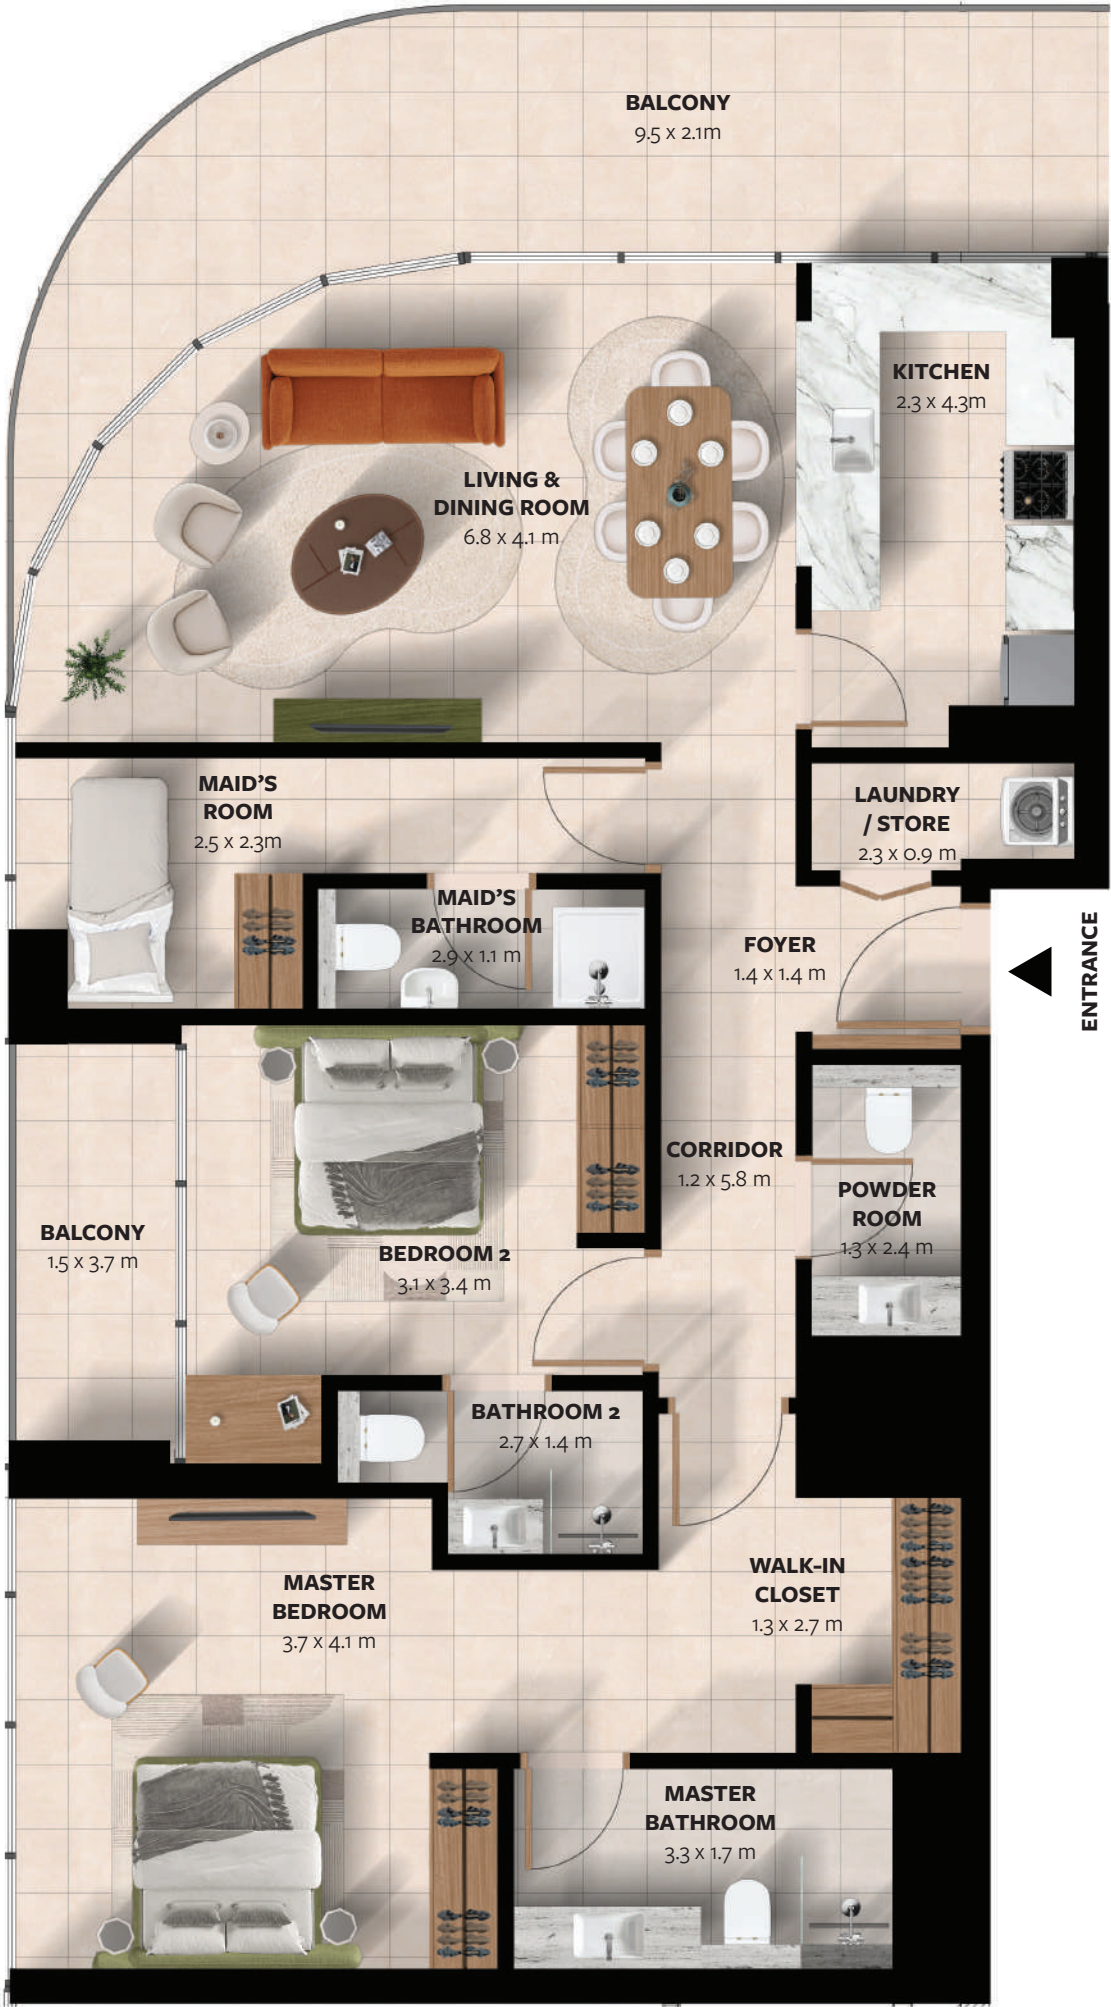 BALCONY
9.5 x 2.1m
KITCHEN
2.3 x 4.3m
LIVING &
DINING ROOM
6.8 x 4.1 m
MAID'S
ROOM
2.5 x 2.3m
LAUNDRY
/ STORE
2.3 x 0.9 m
MAID'S
BATHROOM
2.9 x 1.1 m
FOYER
1.4 x 1.4 m
ENTRANCE
CORRIDOR
1.2 x 5.8 m
POWDER
ROOM
1.3 x 2.4 m
BALCONY
1.5 x 3.7 m
BEDROOM 2
3.1 x 3.4 m
BATHROOM 2
2.7 x 1.4 m
WALK-IN
CLOSET
1.3 x 2.7 m
MASTER
BEDROOM
3.7 x 4.1 m
MASTER
BATHROOM
3.3 x 1.7 m